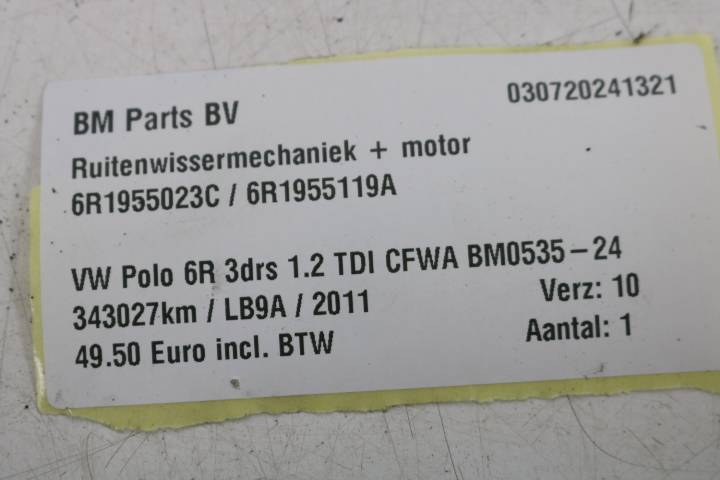 BM Parts BV 030720241321
Ruitenwissermechaniek + motor
6R1955023C / 6R1955119A
VW Polo 6R 3drs 1.2 TDI CFWA BM0535-24
343027km / LB9A / 2011 Verz: 10
49.50 Euro incl. BTW Aantal: 1